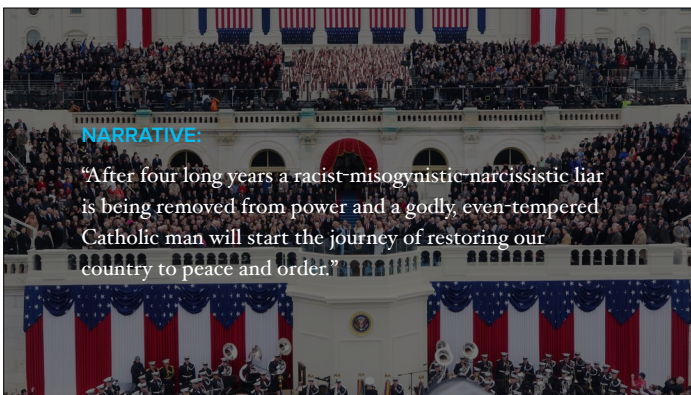 NARRATIVE:
“After four long years a racist-misogynistic-narcissistic liar
is being removed from power and a godly, even-tempered
Catholic man will start the journey of restoring our
country to peace and order.”